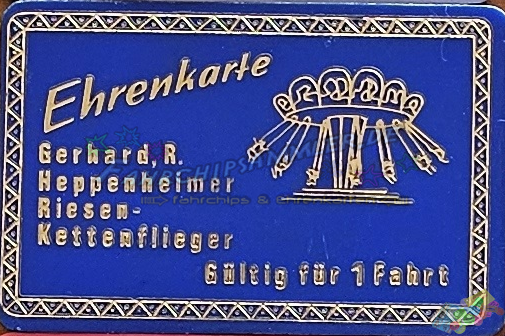 Ehrenkarte
Gerhard, R.
Heppenheimer
Riesen-
Kettenflieger
Gültig für 1 Fahrt